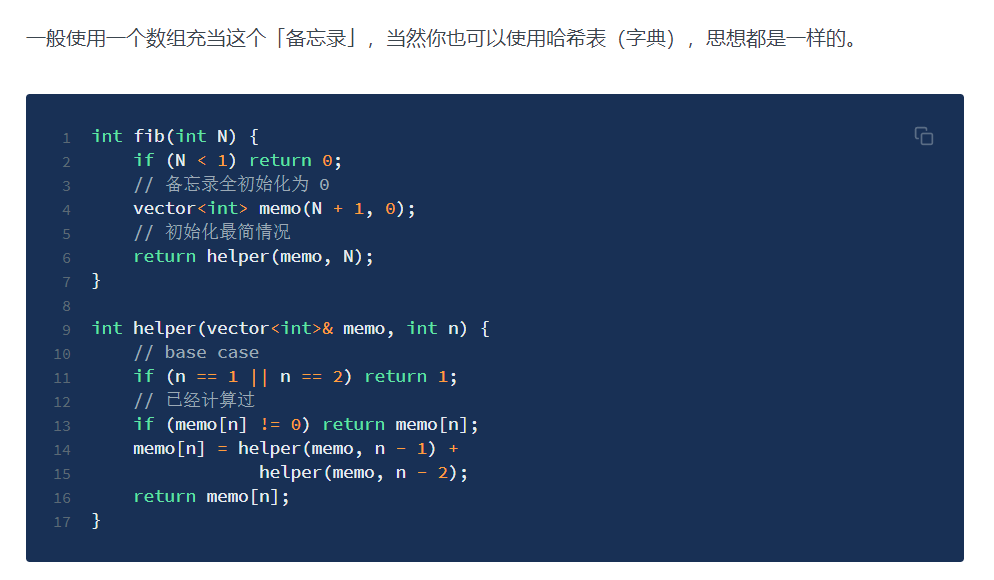 一般使用一个数组充当这个「备忘录」，当然你也可以使用哈希表（字典），思想都是一样的。
1 int fib(int N) {
2     if (N < 1) return 0;
3     // 备忘录全初始化为 0
4     vector<int> memo(N + 1, 0);
5     // 初始化最简情况
6     return helper(memo, N);
7 }
8
9 int helper(vector<int>& memo, int n) {
10     // base case
11     if (n == 1 || n == 2) return 1;
12     // 已经计算过
13     if (memo[n] != 0) return memo[n];
14     memo[n] = helper(memo, n - 1) +
15                 helper(memo, n - 2);
16     return memo[n];
17 }